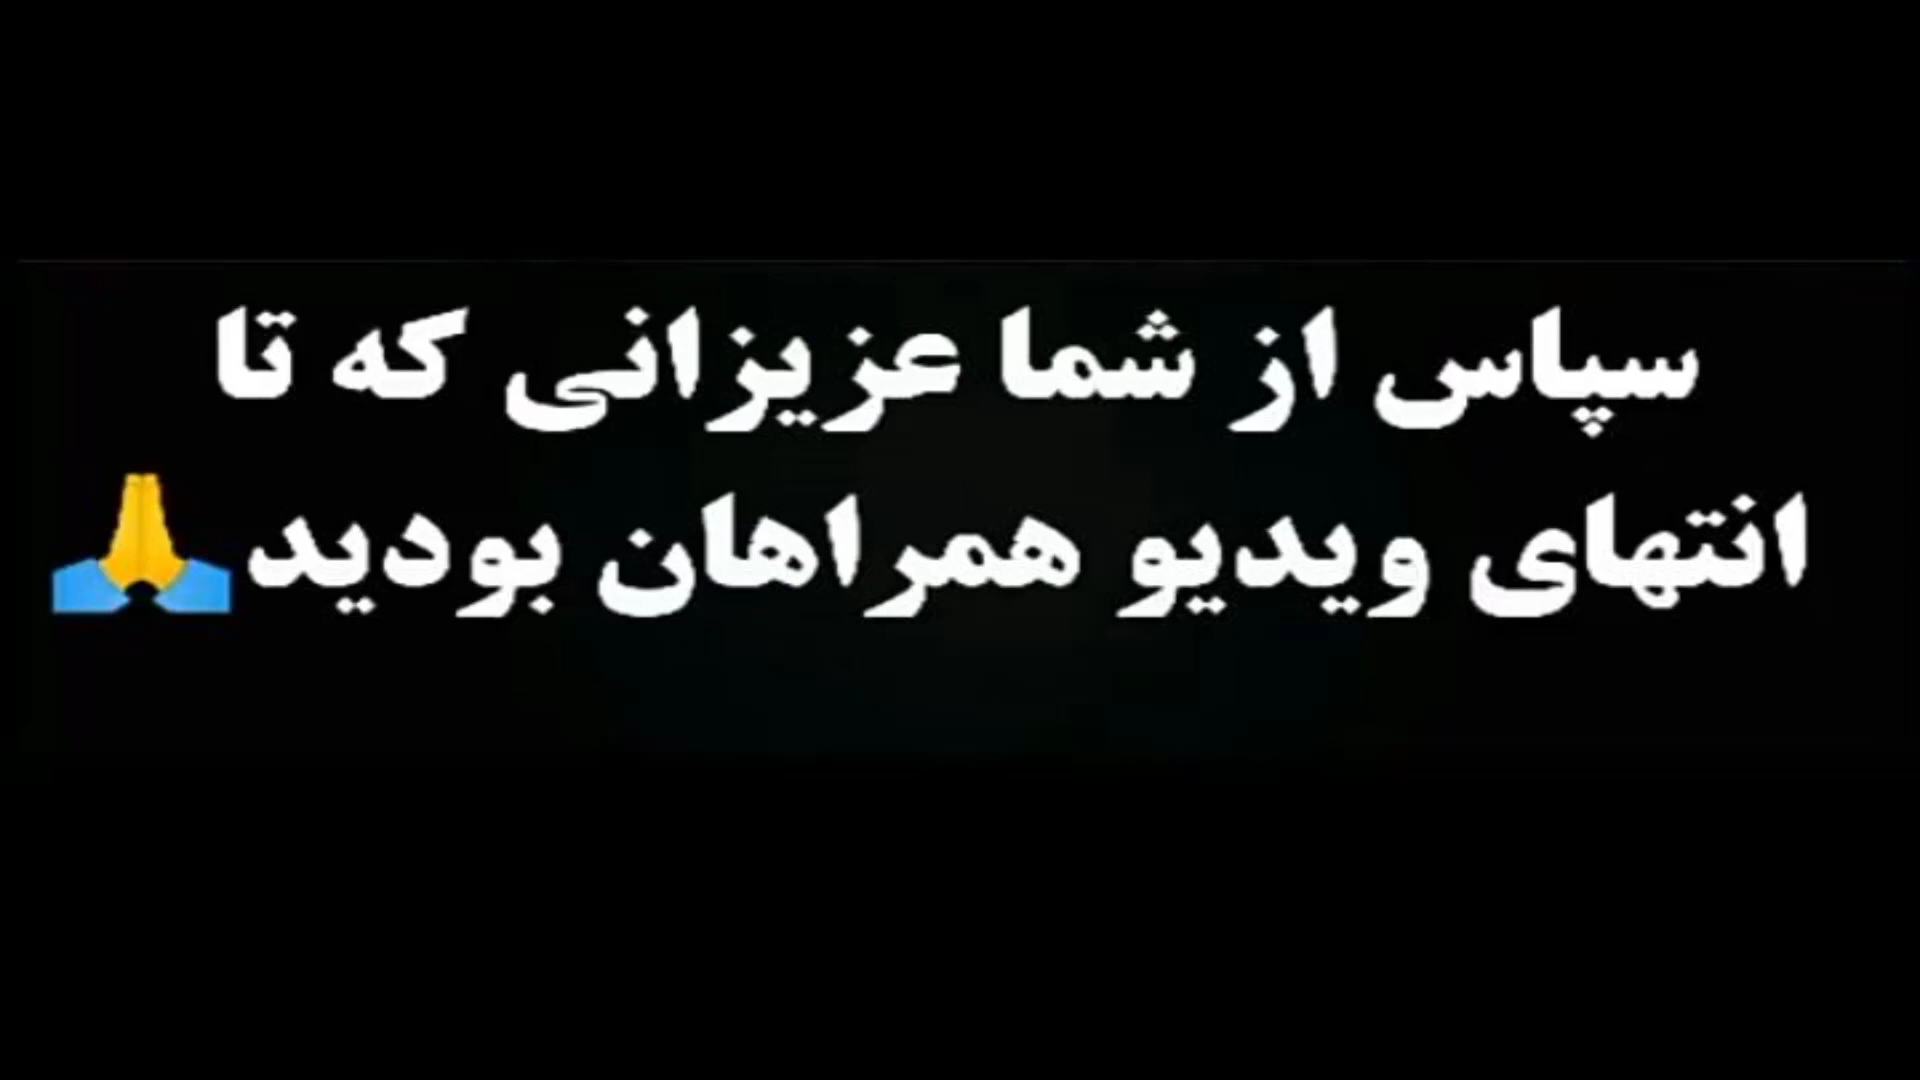 سپاس از شما عزیزانی که تا
انتهای ویدیو همراهان بودید🙏